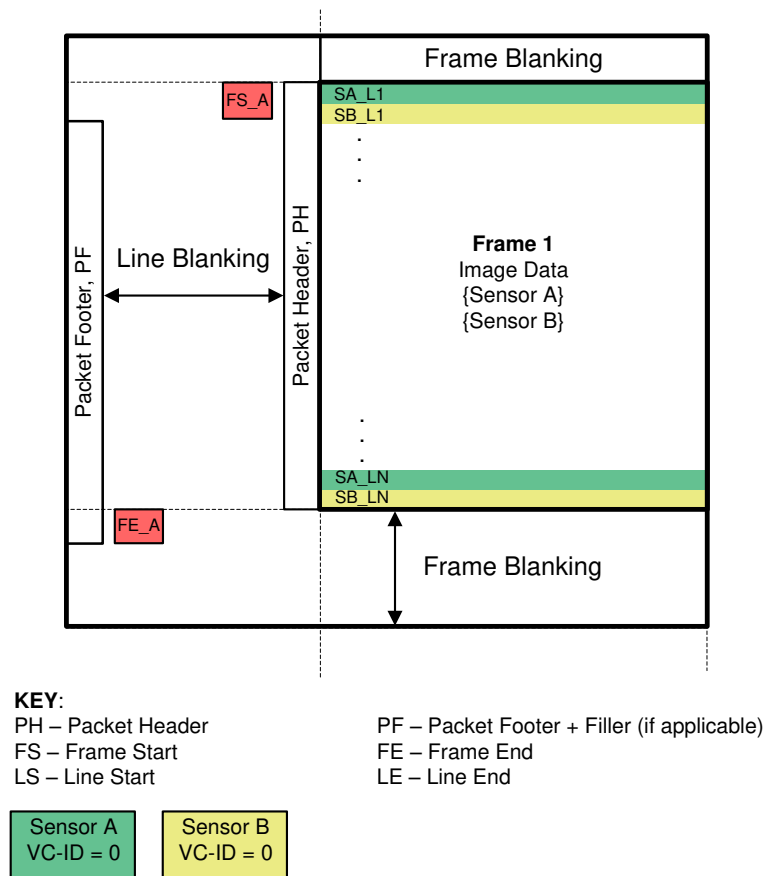 Frame Blanking
FS_A
SA_L1
SB_L1
.
.
.
Packet Footer, PF
Line Blanking
Packet Header, PH
Frame 1
Image Data
{Sensor A}
{Sensor B}
.
.
.
SA_LN
SB_LN
FE_A
Frame Blanking
KEY:
PH – Packet Header
PF – Packet Footer + Filler (if applicable)
FS – Frame Start
FE – Frame End
LS – Line Start
LE – Line End
Sensor A
VC-ID = 0
Sensor B
VC-ID = 0